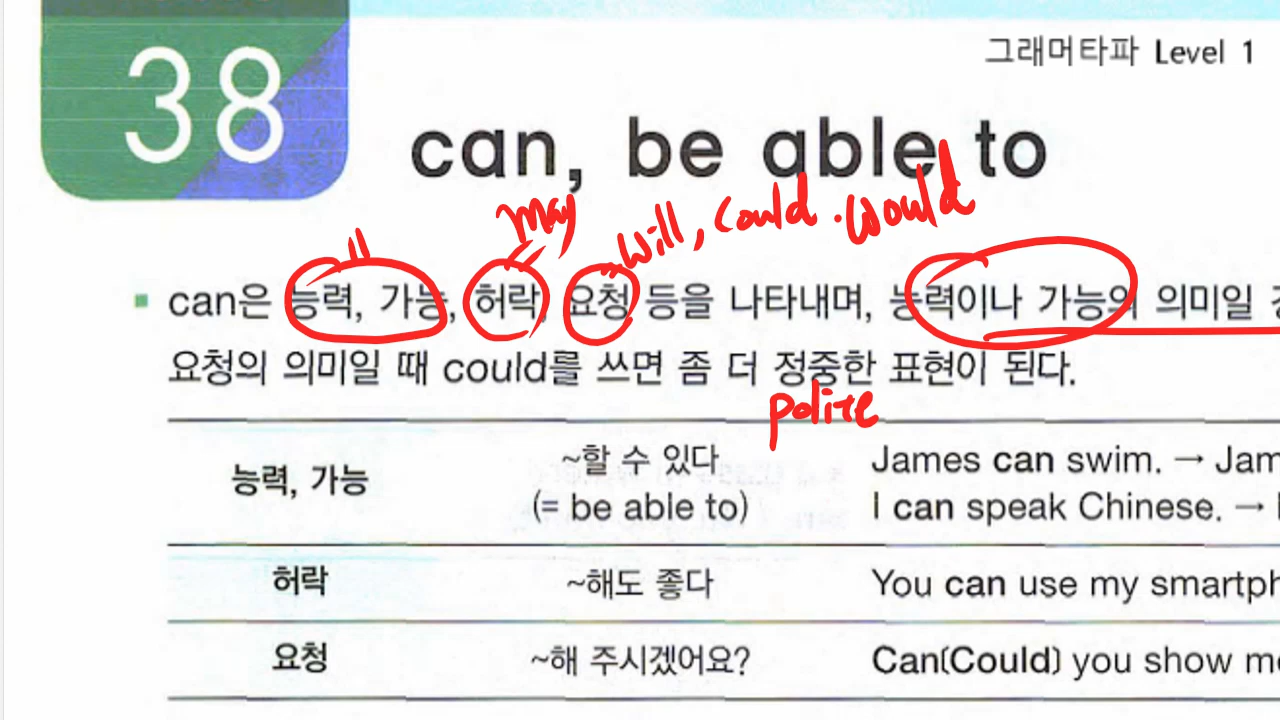 그래머타파 Level 1
38
can, be able to
may
will, could. would
can은 능력, 가능, 허락, 요청 등을 나타내며, 능력이나 가능의 의미일
요청의 의미일 때 could를 쓰면 좀 더 정중한 표현이 된다.
polite
능력, 가능 ~할 수 있다 James can swim. → Jam
(= be able to) I can speak Chinese. → I
허락 ~해도 좋다 You can use my smartph
요청 ~해 주시겠어요? Can(Could) you show me